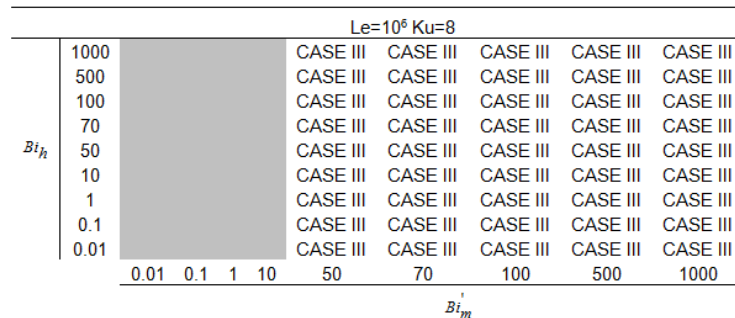 Le=10⁶ Ku=8
1000 CASE III CASE III CASE III CASE III CASE III
500 CASE III CASE III CASE III CASE III CASE III
100 CASE III CASE III CASE III CASE III CASE III
70 CASE III CASE III CASE III CASE III CASE III
Bi_h 50 CASE III CASE III CASE III CASE III CASE III
10 CASE III CASE III CASE III CASE III CASE III
1 CASE III CASE III CASE III CASE III CASE III
0.1 CASE III CASE III CASE III CASE III CASE III
0.01 CASE III CASE III CASE III CASE III CASE III
0.01 0.1 1 10 50 70 100 500 1000
Bi'_m